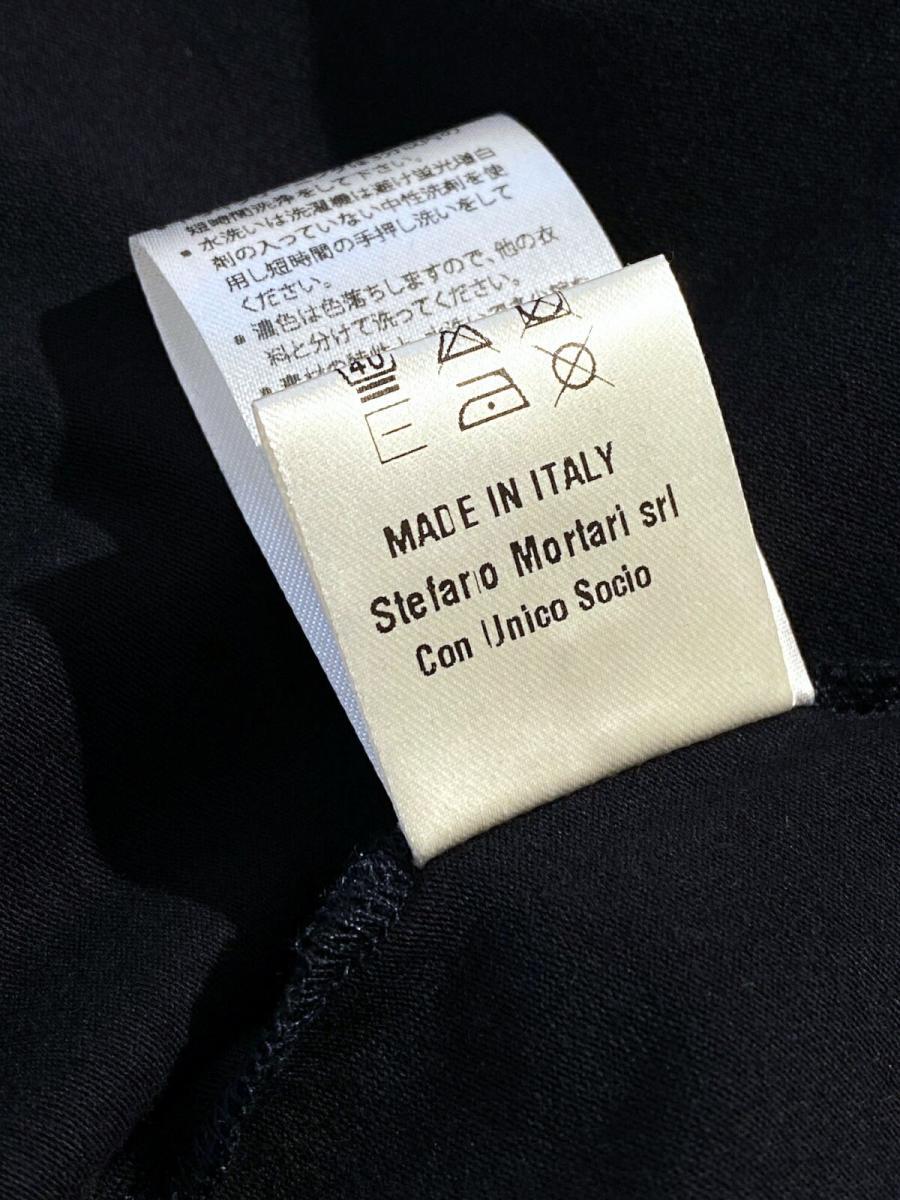 短時間洗浄をして下さい。
・水洗いは洗濯機は避け蛍光増白
剤の入っていない中性洗剤を使
用し短時間の手押し洗いをして
ください。
・濃色は色落ちしますので、他の衣
料と分けて洗ってください。
40
MADE IN ITALY
Stefano Mortari srl
Con Unico Socio